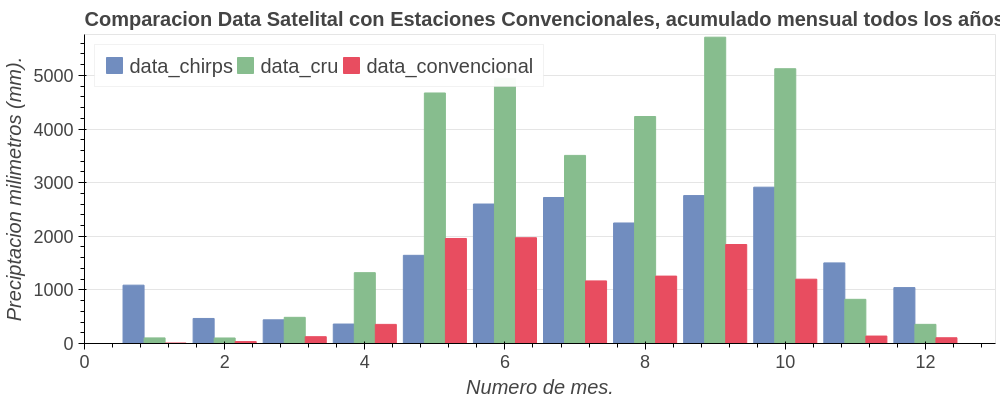 Comparacion Data Satelital con Estaciones Convencionales, acumulado mensual todos los años
data_chirps data_cru data_convencional
Preciptacion milimetros (mm).
5000
4000
3000
2000
1000
0
0 2 4 6 8 10 12
Numero de mes.